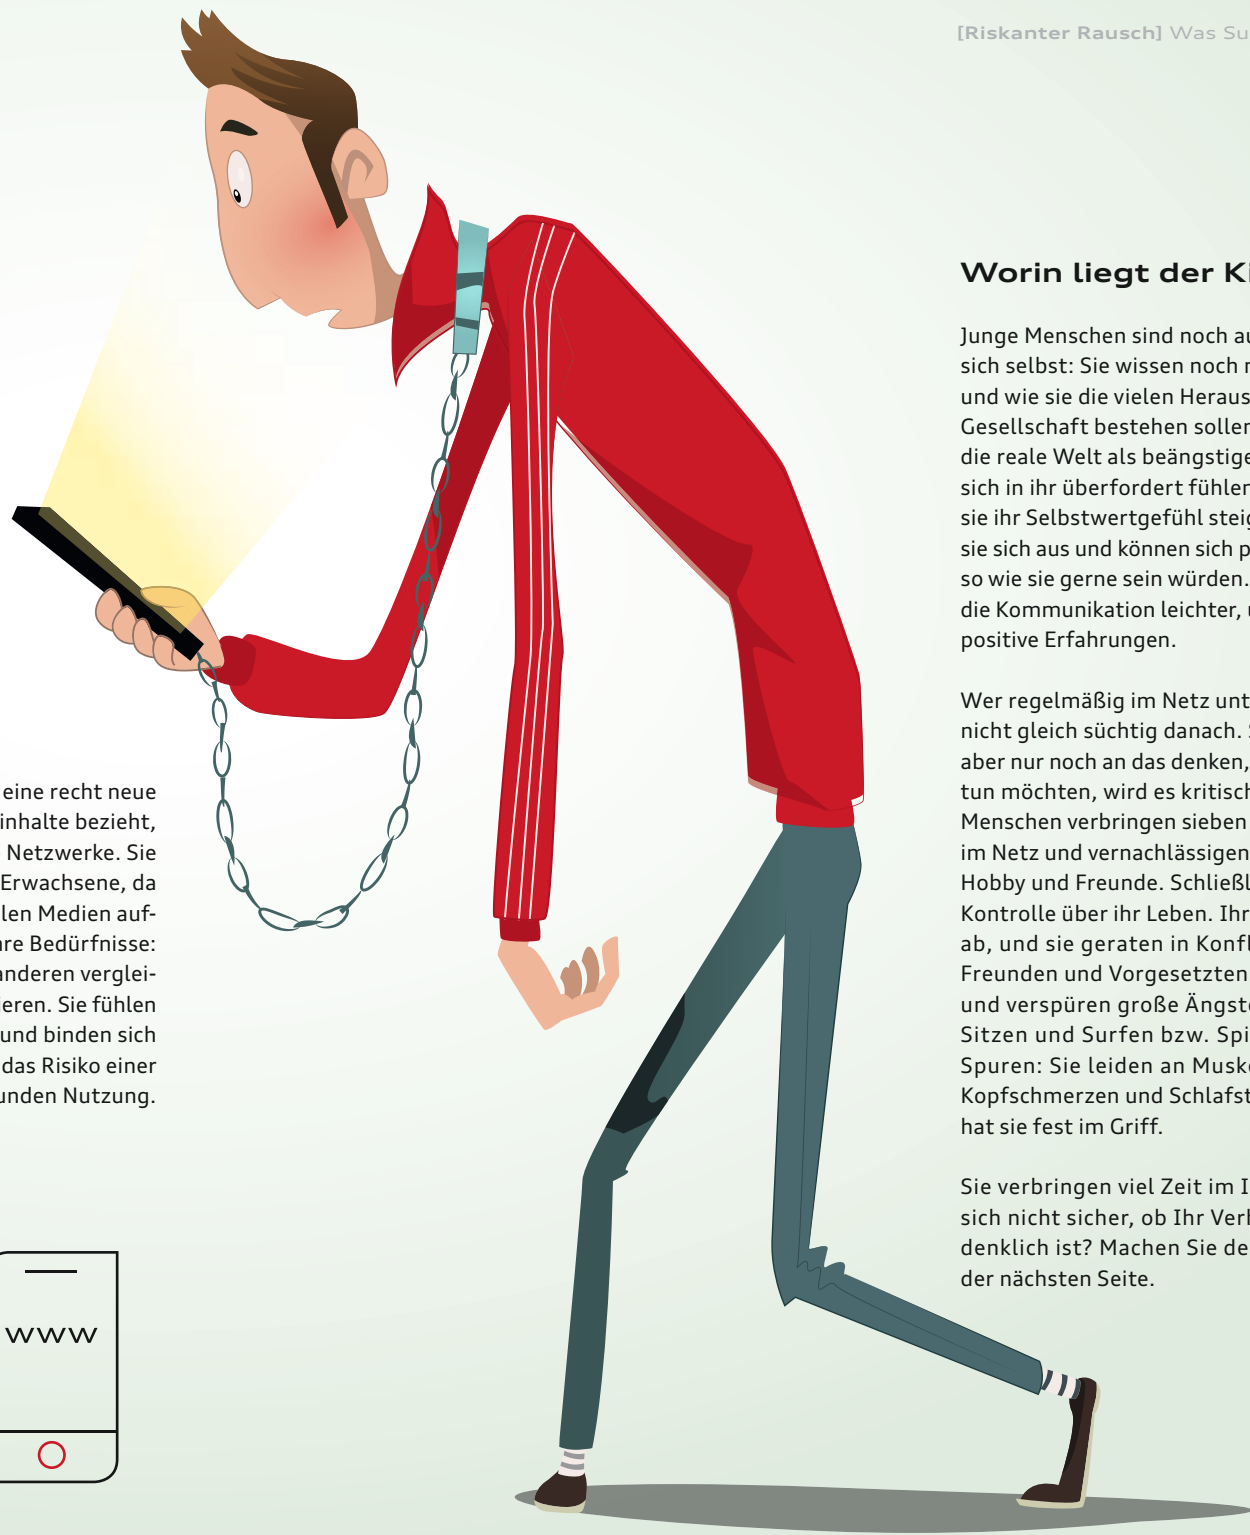 [Riskanter Rausch] Was Su
eine recht neue
inhalte bezieht,
Netzwerke. Sie
Erwachsene, da
len Medien auf-
re Bedürfnisse:
anderen verglei-
ieren. Sie fühlen
und binden sich
das Risiko einer
unden Nutzung.
www
Worin liegt der Ki
Junge Menschen sind noch au
sich selbst: Sie wissen noch
und wie sie die vielen Heraus
Gesellschaft bestehen soller
die reale Welt als beängstige
sich in ihr überfordert fühler
sie ihr Selbstwertgefühl steig
sie sich aus und können sich p
so wie sie gerne sein würden.
die Kommunikation leichter, u
positive Erfahrungen.
Wer regelmäßig im Netz unt
nicht gleich süchtig danach. S
aber nur noch an das denken,
tun möchten, wird es kritisch
Menschen verbringen sieben
im Netz und vernachlässigen
Hobby und Freunde. Schließl
Kontrolle über ihr Leben. Ihr
ab, und sie geraten in Konfl
Freunden und Vorgesetzten
und verspüren große Ängste
Sitzen und Surfen bzw. Spi
Spuren: Sie leiden an Muske
Kopfschmerzen und Schlafst
hat sie fest im Griff.
Sie verbringen viel Zeit im I
sich nicht sicher, ob Ihr Verh
denklich ist? Machen Sie de
der nächsten Seite.